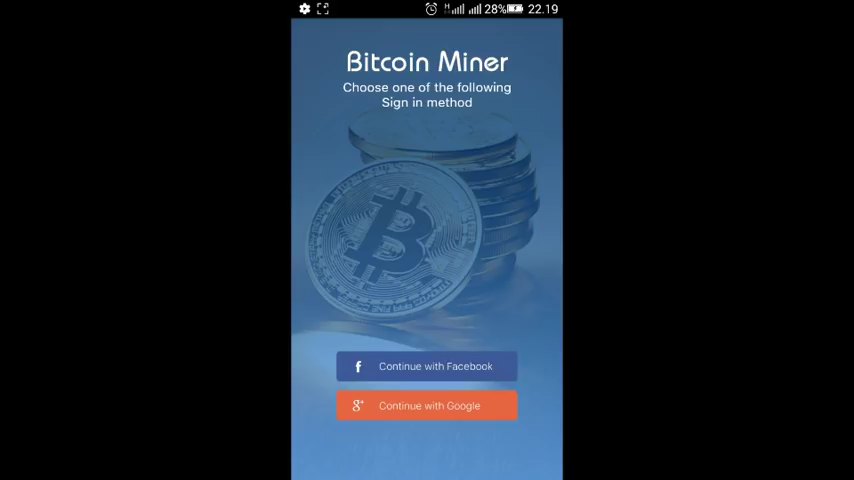 28% 22.19
Bitcoin Miner
Choose one of the following
Sign in method
f Continue with Facebook
g+ Continue with Google